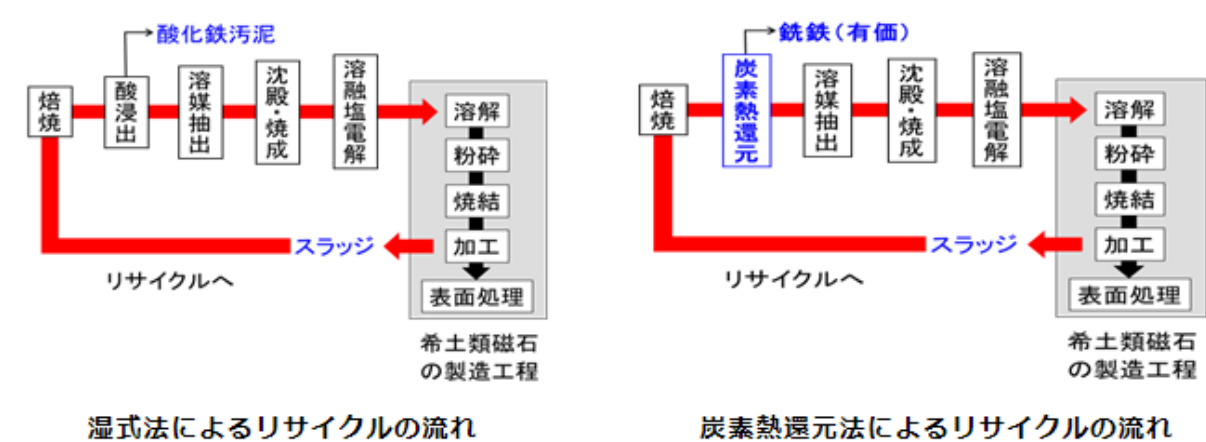 酸化鉄汚泥
焙焼
酸浸出
溶媒抽出
沈殿・焼成
溶融塩電解
溶解
粉砕
焼結
加工
表面処理
スラッジ
リサイクルへ
希土類磁石
の製造工程
湿式法によるリサイクルの流れ
銑鉄(有価)
焙焼
炭素熱還元
溶媒抽出
沈殿・焼成
溶融塩電解
溶解
粉砕
焼結
加工
表面処理
スラッジ
リサイクルへ
希土類磁石
の製造工程
炭素熱還元法によるリサイクルの流れ